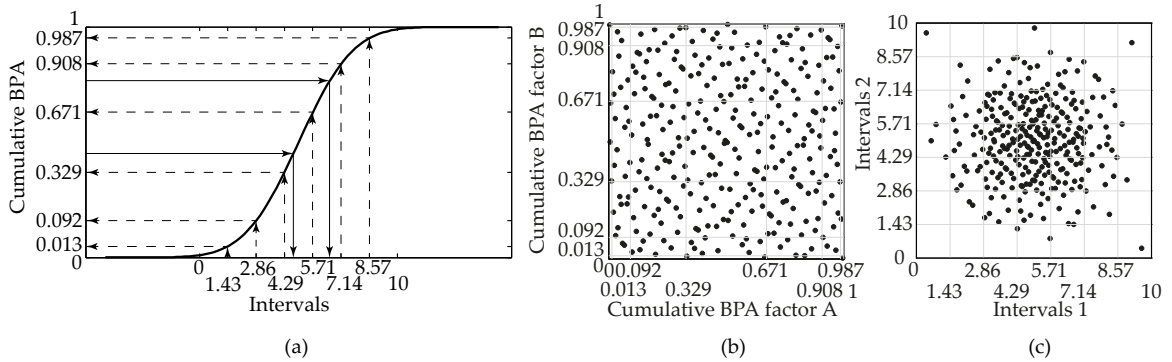 Cumulative BPA
1
0.987
0.908
0.671
0.329
0.092
0.013
0
0 2.86 5.71 8.57
1.43 4.29 7.14 10
Intervals
(a)
Cumulative BPA factor B
1
0.987
0.908
0.671
0.329
0.092
0.013
0
0 0.092 0.671 0.987
0.013 0.329 0.908 1
Cumulative BPA factor A
(b)
Intervals 2
10
8.57
7.14
5.71
4.29
2.86
1.43
0
0 2.86 5.71 8.57
1.43 4.29 7.14 10
Intervals 1
(c)